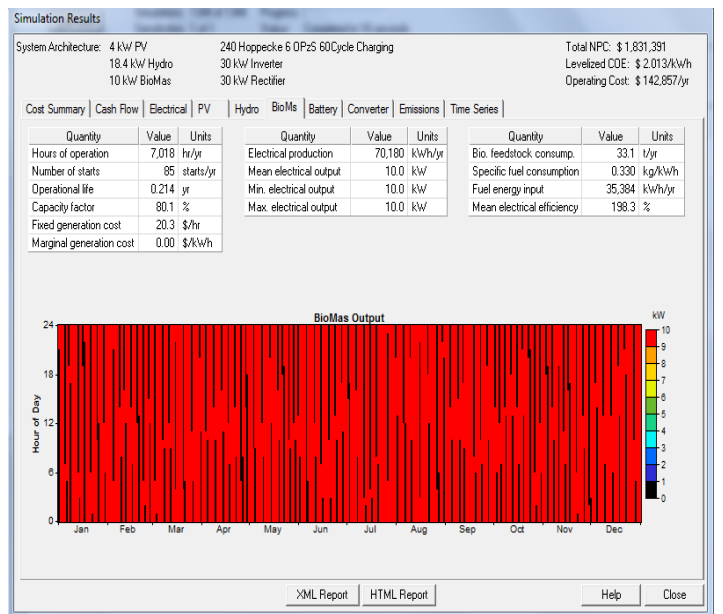 Simulation Results
System Architecture: 4 kW PV 240 Hoppecke 6 OPzS 60Cycle Charging Total NPC: $ 1,831,391
18.4 kW Hydro 30 kW Inverter Levelized COE: $ 2.013/kWh
10 kW BioMas 30 kW Rectifier Operating Cost: $ 142,857/yr
Cost Summary Cash Flow Electrical PV Hydro BioMs Battery Converter Emissions Time Series
Quantity Value Units Quantity Value Units Quantity Value Units
Hours of operation 7,018 hr/yr Electrical production 70,180 kWh/yr Bio. feedstock consump. 33.1 t/yr
Number of starts 85 starts/yr Mean electrical output 10.0 kW Specific fuel consumption 0.330 kg/kWh
Operational life 0.214 yr Min. electrical output 10.0 kW Fuel energy input 35,384 kWh/yr
Capacity factor 80.1 % Max. electrical output 10.0 kW Mean electrical efficiency 198.3 %
Fixed generation cost 20.3 $/hr
Marginal generation cost 0.00 $/kWh
BioMas Output
kW
24
18
12
6
0
Hour of Day
Jan Feb Mar Apr May Jun Jul Aug Sep Oct Nov Dec
10
9
8
7
6
5
4
3
2
1
0
XML Report HTML Report Help Close